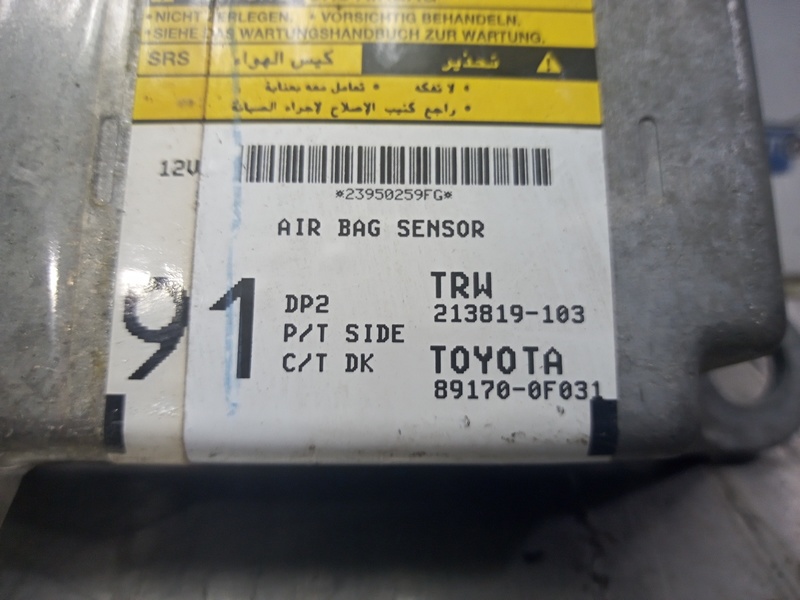 •NICHT ZERLEGEN. •VORSICHTIG BEHANDELN.
•SIEHE DAS WARTUNGSHANDBUCH ZUR WARTUNG.
SRS كيس الهواء تحذير
• لا تفكه • تعامل معه بعناية
• راجع كتيب الإصلاح لاجراء الصيانة
12V
*23950259FG*
AIR BAG SENSOR
91
DP2 TRW
213819-103
P/T SIDE
C/T DK TOYOTA
89170-0F031